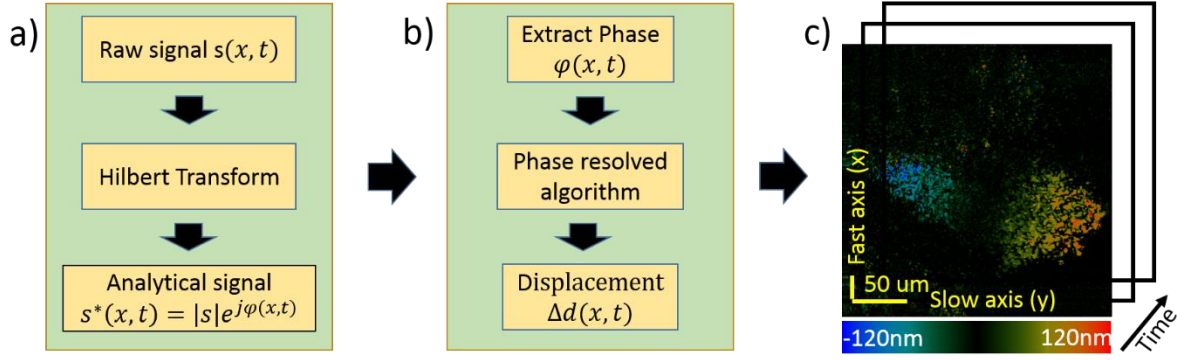 a)
Raw signal s(x, t)
Hilbert Transform
Analytical signal
s*(x, t) = |s|e^{jφ(x,t)}
b)
Extract Phase
φ(x, t)
Phase resolved
algorithm
Displacement
Δd(x, t)
c)
Fast axis (x)
50 um
Slow axis (y)
-120nm
120nm
Time